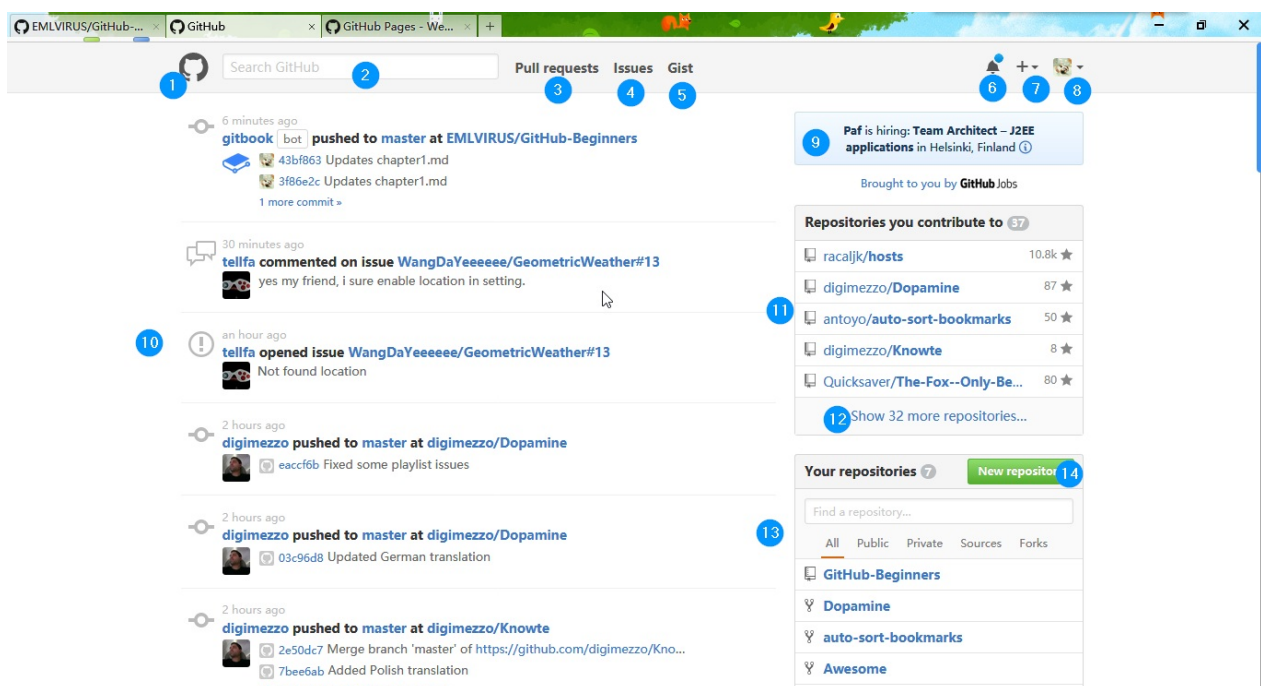 EMLVIRUS/GitHub-... ×
GitHub ×
GitHub Pages - We... × +
Search GitHub
Pull requests Issues Gist
1
2
3
4
5
6
7
8
6 minutes ago
gitbook bot pushed to master at EMLVIRUS/GitHub-Beginners
43bf863 Updates chapter1.md
3f86e2c Updates chapter1.md
1 more commit »
30 minutes ago
tellfa commented on issue WangDaYeeeeee/GeometricWeather#13
yes my friend, i sure enable location in setting.
10
an hour ago
tellfa opened issue WangDaYeeeeee/GeometricWeather#13
Not found location
2 hours ago
digimezzo pushed to master at digimezzo/Dopamine
eaccf6b Fixed some playlist issues
2 hours ago
digimezzo pushed to master at digimezzo/Dopamine
03c96d8 Updated German translation
2 hours ago
digimezzo pushed to master at digimezzo/Knowte
2e50dc7 Merge branch 'master' of https://github.com/digimezzo/Kno...
7bee6ab Added Polish translation
9
Paf is hiring: Team Architect – J2EE
applications in Helsinki, Finland
Brought to you by GitHub Jobs
Repositories you contribute to 37
racaljk/hosts 10.8k
digimezzo/Dopamine 87
11
antoyo/auto-sort-bookmarks 50
digimezzo/Knowte 8
Quicksaver/The-Fox--Only-Be... 80
12 Show 32 more repositories...
Your repositories 7
New repositor
14
13
Find a repository...
All Public Private Sources Forks
GitHub-Beginners
Dopamine
auto-sort-bookmarks
Awesome